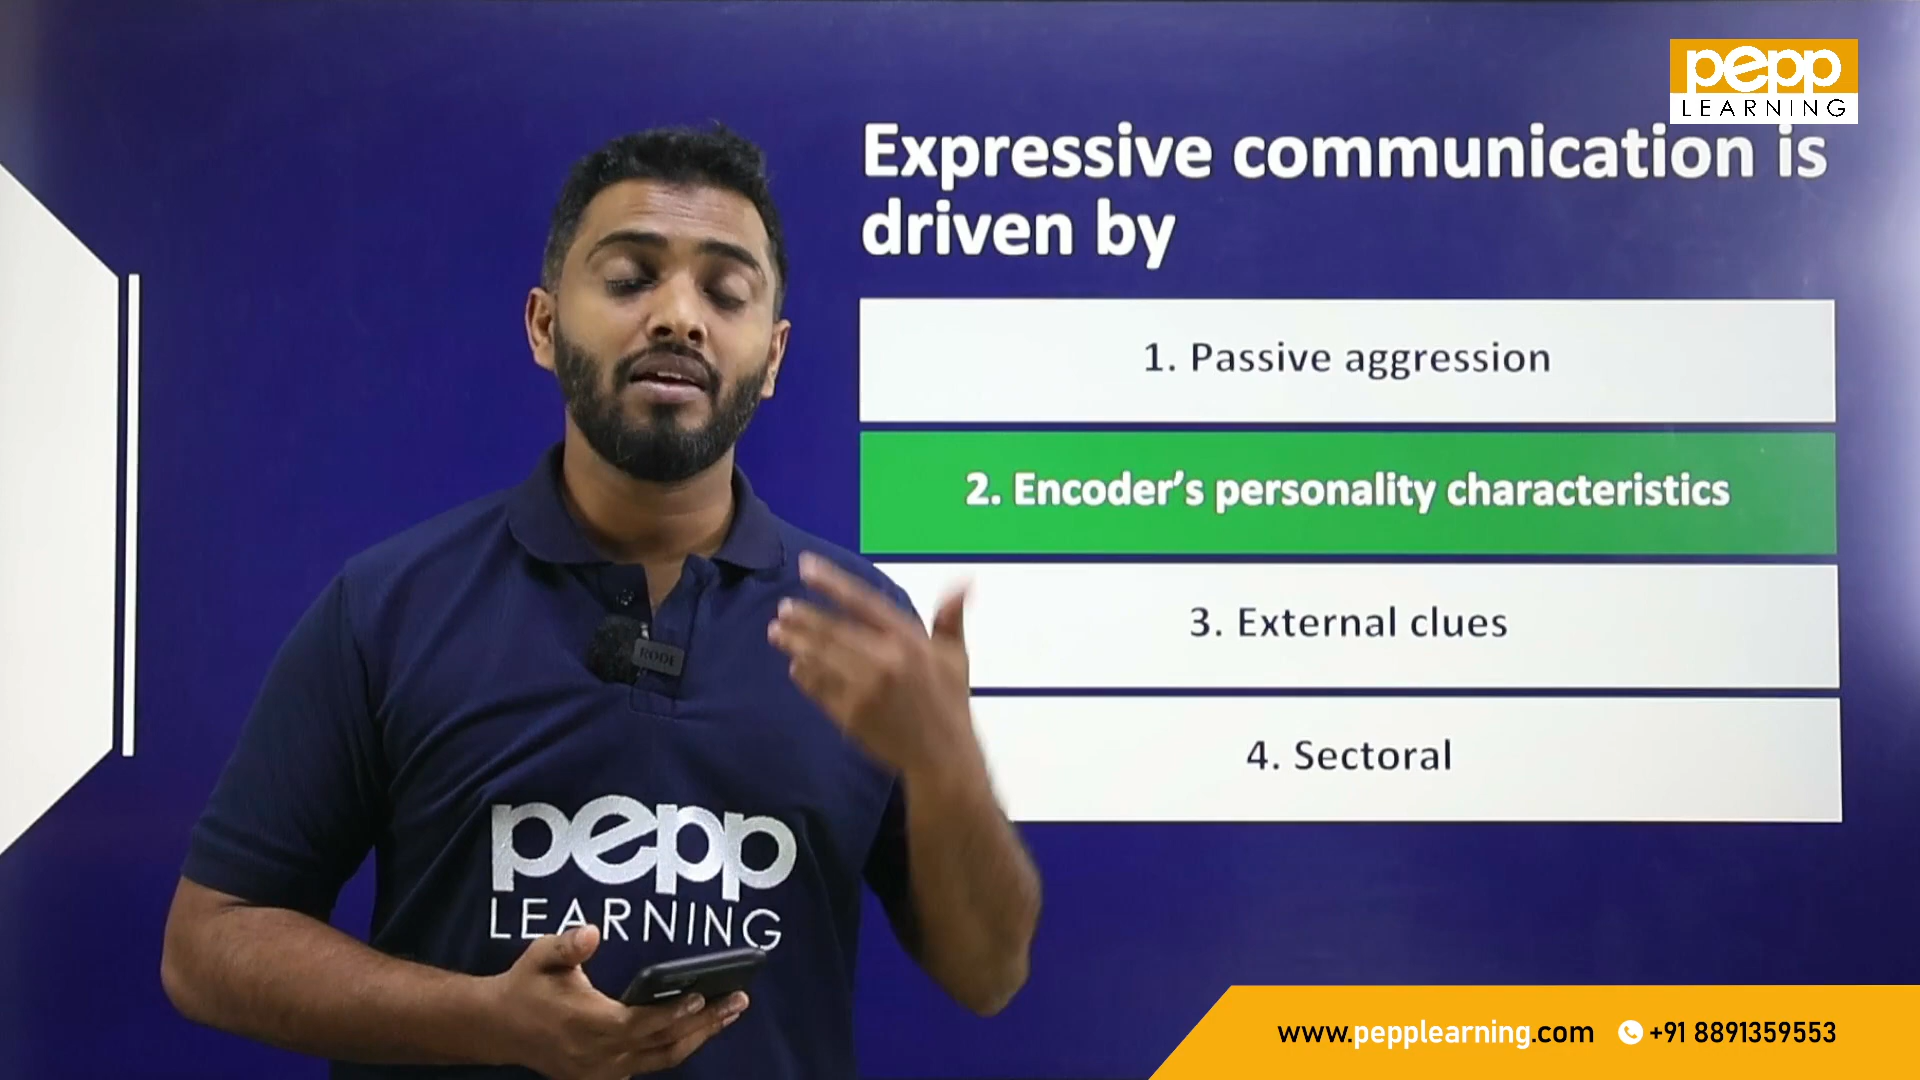 pepp
LEARNING
Expressive communication is
driven by
1. Passive aggression
2. Encoder's personality characteristics
3. External clues
4. Sectoral
RODE
pepp
LEARNING
www.pepplearning.com +91 8891359553